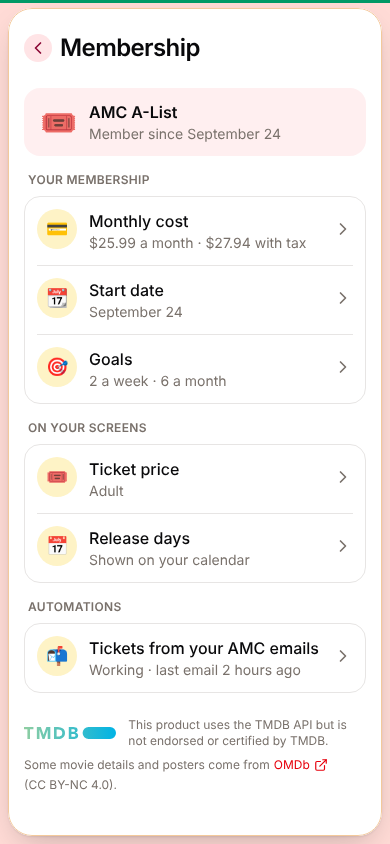 Membership
AMC A-List
Member since September 24
YOUR MEMBERSHIP
Monthly cost
$25.99 a month · $27.94 with tax
Start date
September 24
Goals
2 a week · 6 a month
ON YOUR SCREENS
Ticket price
Adult
Release days
Shown on your calendar
AUTOMATIONS
Tickets from your AMC emails
Working · last email 2 hours ago
TMDB
This product uses the TMDB API but is
not endorsed or certified by TMDB.
Some movie details and posters come from OMDb
(CC BY-NC 4.0).